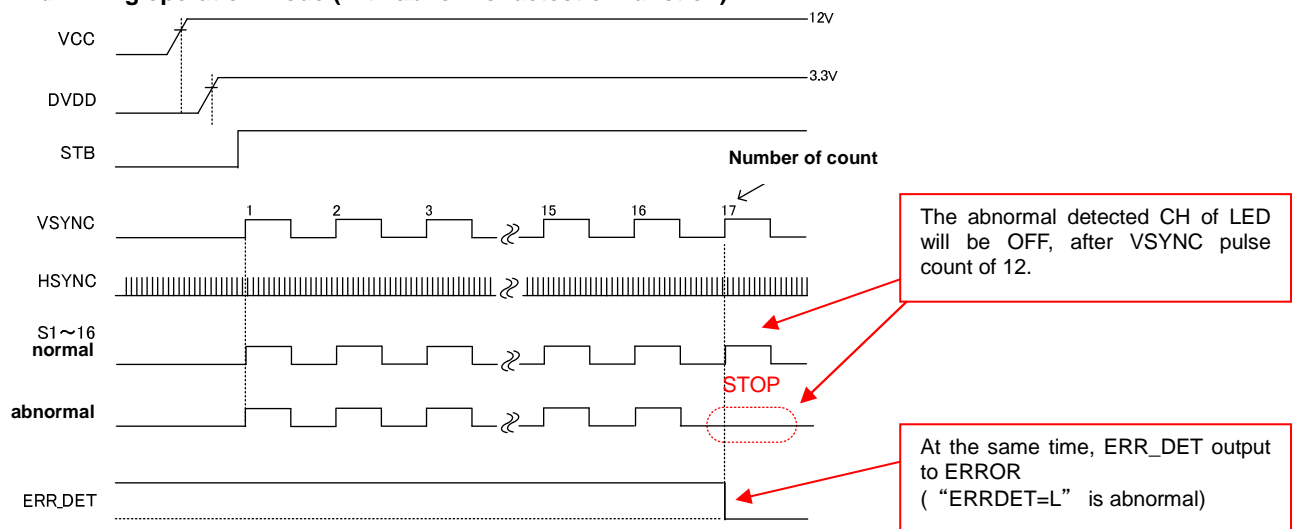 12V
VCC
3.3V
DVDD
STB
Number of count
1 2 3 15 16 17
VSYNC
The abnormal detected CH of LED
will be OFF, after VSYNC pulse
count of 12.
HSYNC
S1~16
normal
STOP
abnormal
At the same time, ERR_DET output
to ERROR
( “ERRDET=L” is abnormal)
ERR_DET